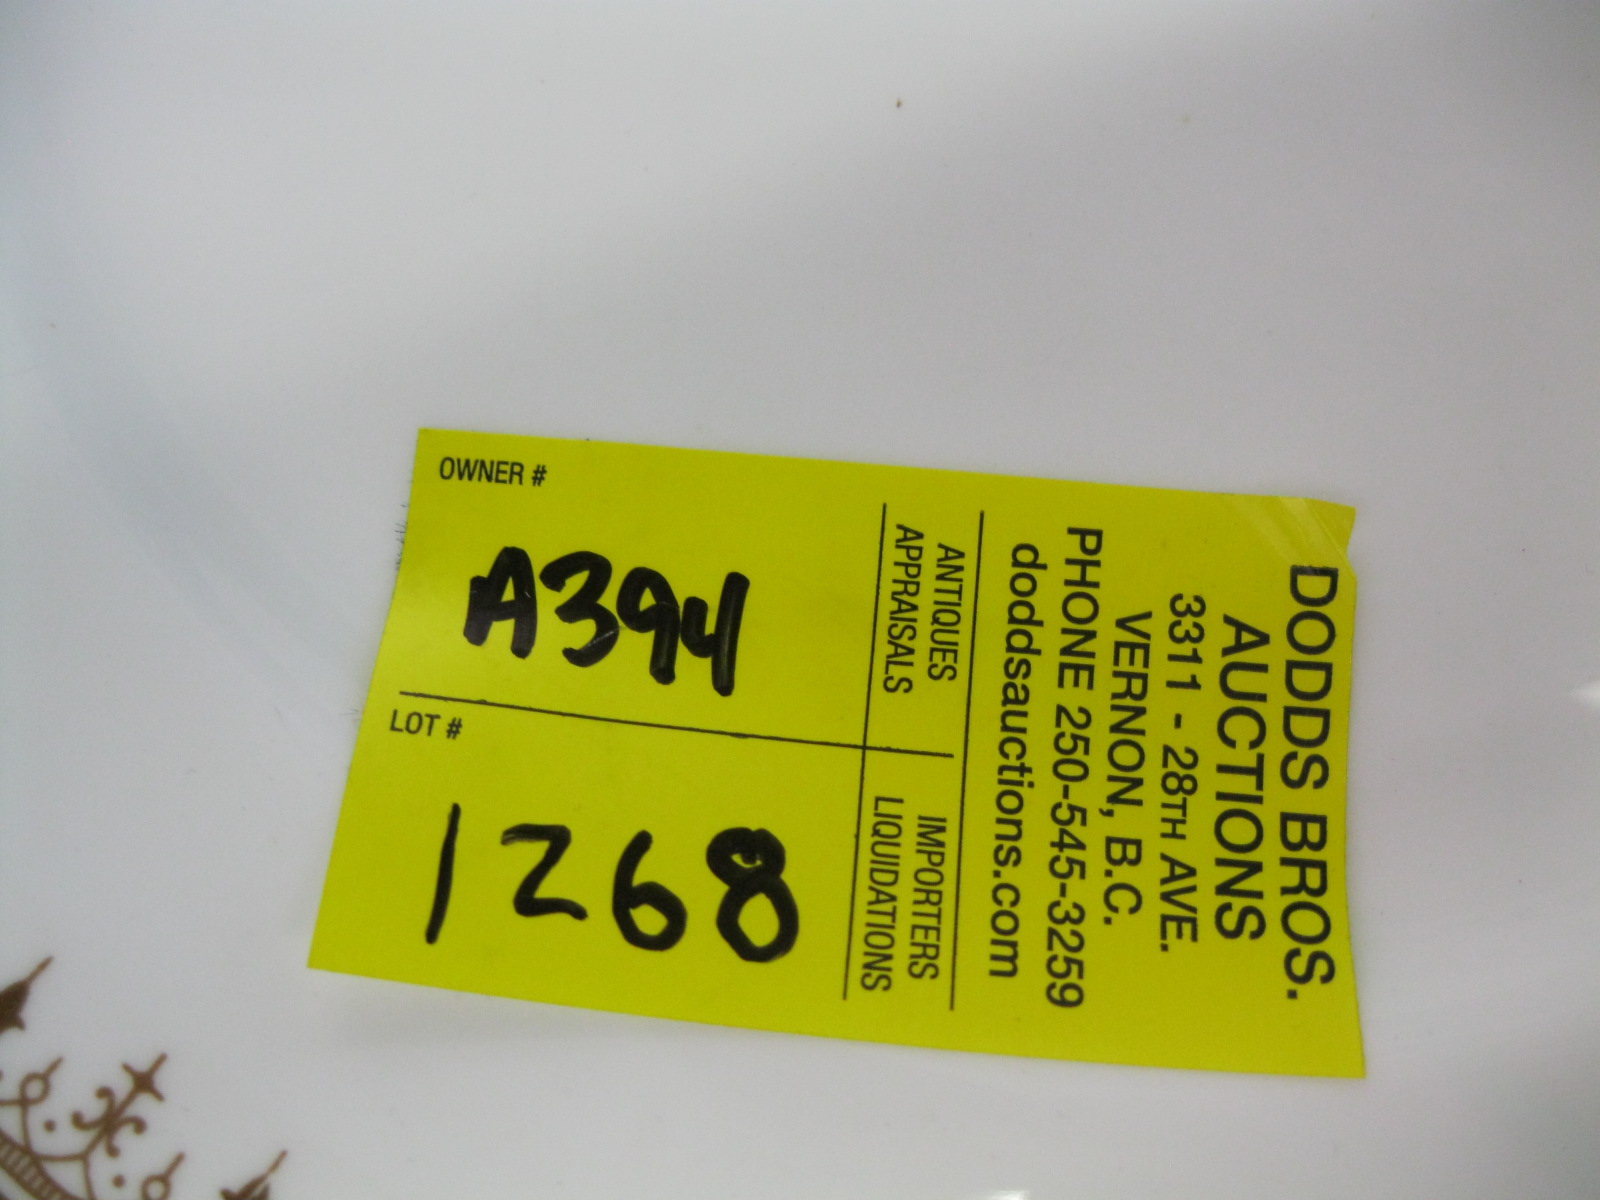 OWNER #
A394
LOT #
1268
DODDS BROS.
AUCTIONS
3311 - 28TH AVE.
VERNON, B.C.
PHONE 250-545-3259
doddsauctions.com
ANTIQUES
APPRAISALS
IMPORTERS
LIQUIDATIONS